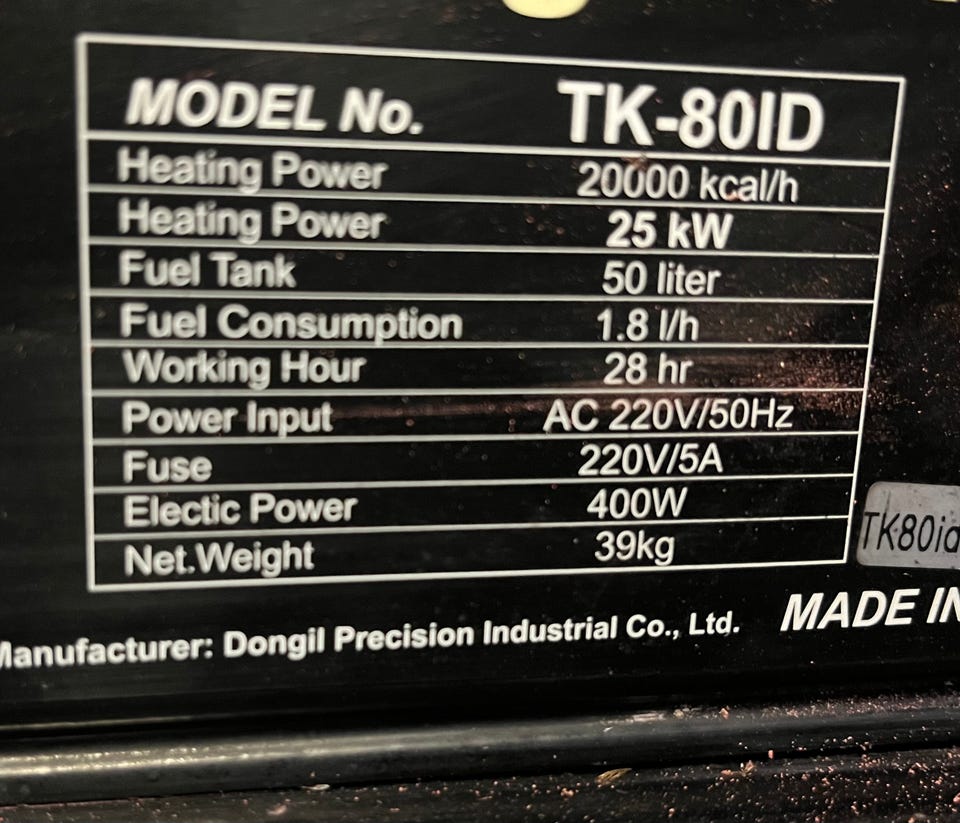 MODEL No. TK-80ID
Heating Power 20000 kcal/h
Heating Power 25 kW
Fuel Tank 50 liter
Fuel Consumption 1.8 l/h
Working Hour 28 hr
Power Input AC 220V/50Hz
Fuse 220V/5A
Electic Power 400W
Net.Weight 39kg
TK80id
Manufacturer: Dongil Precision Industrial Co., Ltd. MADE IN